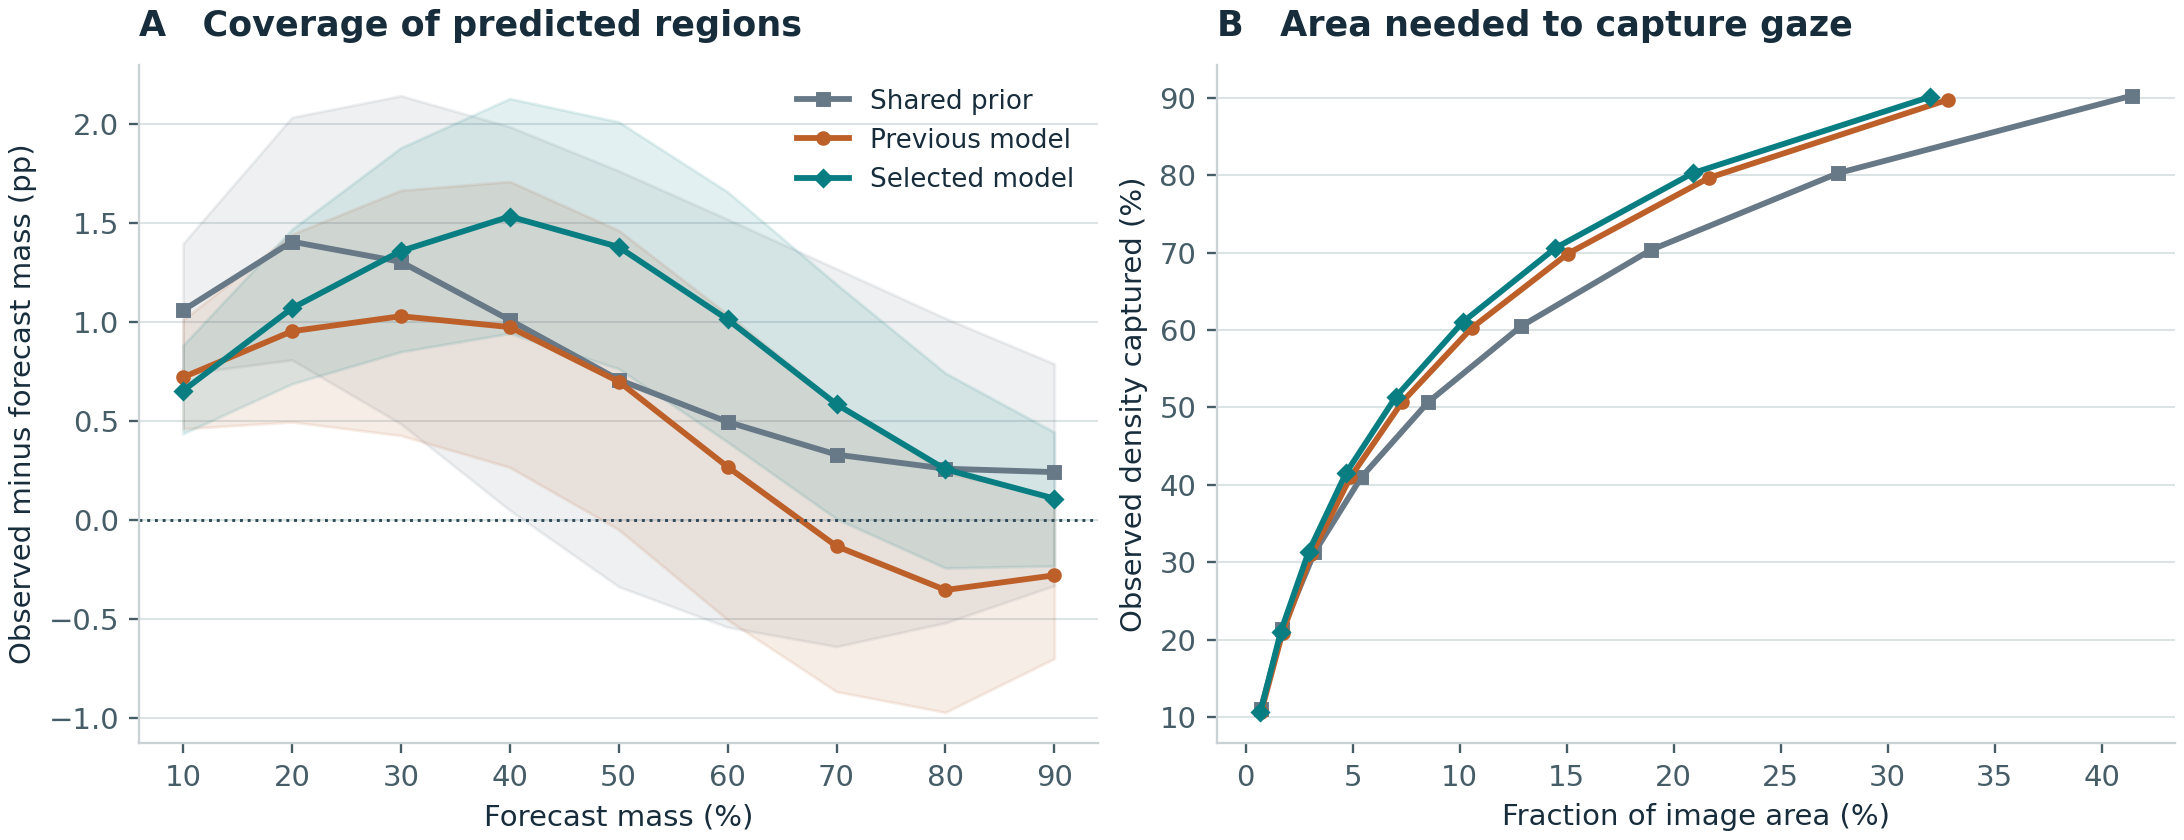 A Coverage of predicted regions
Observed minus forecast mass (pp)
2.0
1.5
1.0
0.5
0.0
−0.5
−1.0
Shared prior
Previous model
Selected model
10 20 30 40 50 60 70 80 90
Forecast mass (%)
B Area needed to capture gaze
Observed density captured (%)
90
80
70
60
50
40
30
20
10
0 5 10 15 20 25 30 35 40
Fraction of image area (%)